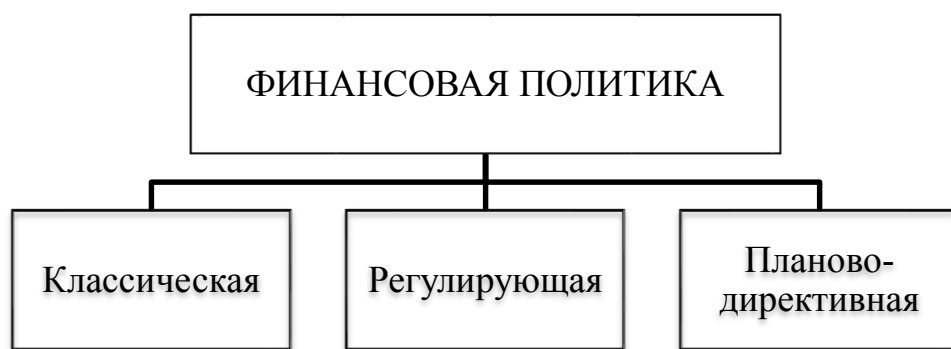 ФИНАНСОВАЯ ПОЛИТИКА
Классическая
Регулирующая
Планово-
директивная